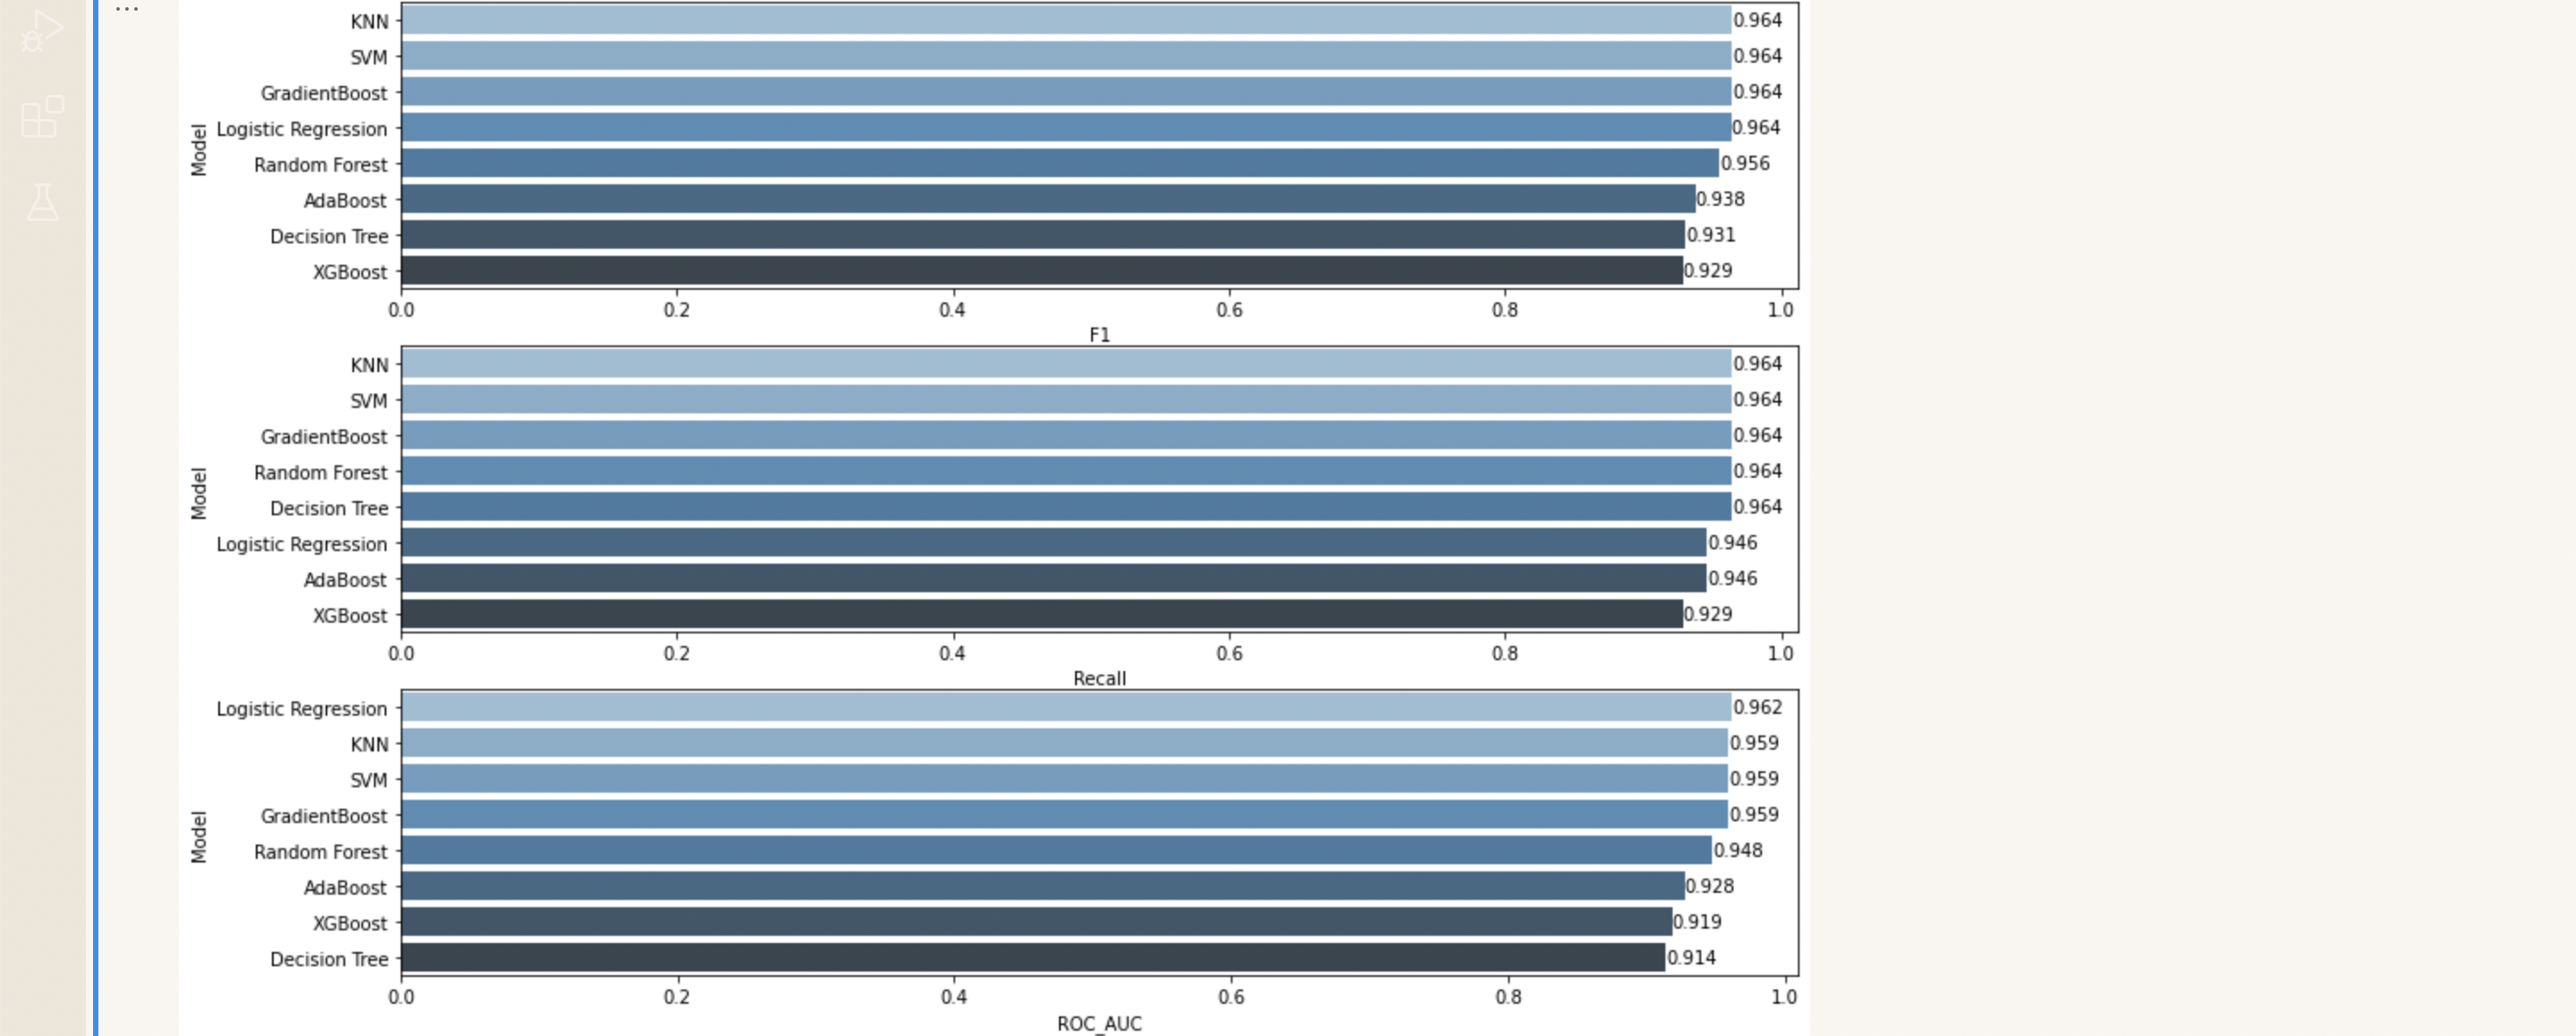 ...
KNN 0.964
SVM 0.964
GradientBoost 0.964
Logistic Regression 0.964
Random Forest 0.956
AdaBoost 0.938
Decision Tree 0.931
XGBoost 0.929
Model
0.0 0.2 0.4 0.6 0.8 1.0
F1
KNN 0.964
SVM 0.964
GradientBoost 0.964
Random Forest 0.964
Decision Tree 0.964
Logistic Regression 0.946
AdaBoost 0.946
XGBoost 0.929
Model
0.0 0.2 0.4 0.6 0.8 1.0
Recall
Logistic Regression 0.962
KNN 0.959
SVM 0.959
GradientBoost 0.959
Random Forest 0.948
AdaBoost 0.928
XGBoost 0.919
Decision Tree 0.914
Model
0.0 0.2 0.4 0.6 0.8 1.0
ROC_AUC